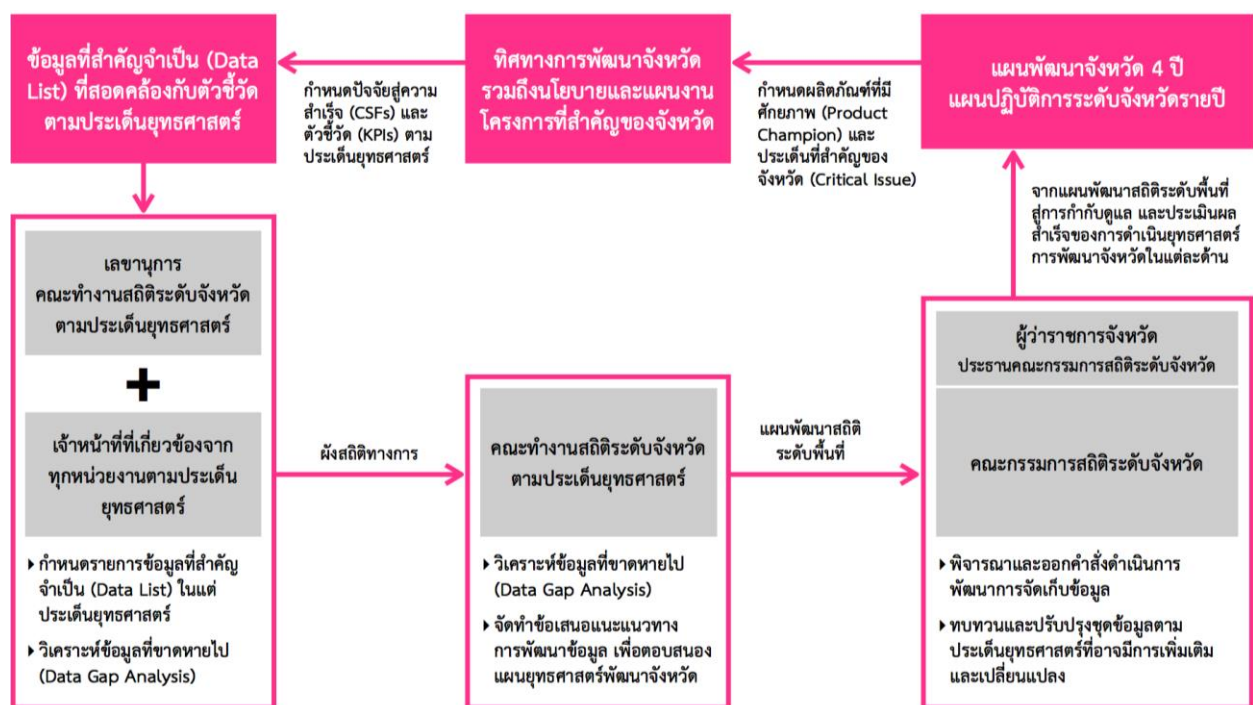 ข้อมูลที่สำคัญจำเป็น (Data
List) ที่สอดคล้องกับตัวชี้วัด
ตามประเด็นยุทธศาสตร์
กำหนดปัจจัยสู่ความ
สำเร็จ (CSFs) และ
ตัวชี้วัด (KPIs) ตาม
ประเด็นยุทธศาสตร์
ทิศทางการพัฒนาจังหวัด
รวมถึงนโยบายและแผนงาน
โครงการที่สำคัญของจังหวัด
กำหนดผลิตภัณฑ์ที่มี
ศักยภาพ (Product
Champion) และ
ประเด็นที่สำคัญของ
จังหวัด (Critical Issue)
แผนพัฒนาจังหวัด 4 ปี
แผนปฏิบัติการระดับจังหวัดรายปี
จากแผนพัฒนาสถิติระดับพื้นที่
สู่การกำกับดูแล และประเมินผล
สำเร็จของการดำเนินยุทธศาสตร์
การพัฒนาจังหวัดในแต่ละด้าน
เลขานุการ
คณะทำงานสถิติระดับจังหวัด
ตามประเด็นยุทธศาสตร์
+
เจ้าหน้าที่ที่เกี่ยวข้องจาก
ทุกหน่วยงานตามประเด็น
ยุทธศาสตร์
กำหนดรายการข้อมูลที่สำคัญ
จำเป็น (Data List) ในแต่
ประเด็นยุทธศาสตร์
วิเคราะห์ข้อมูลที่ขาดหายไป
(Data Gap Analysis)
ผังสถิติทางการ
คณะทำงานสถิติระดับจังหวัด
ตามประเด็นยุทธศาสตร์
วิเคราะห์ข้อมูลที่ขาดหายไป
(Data Gap Analysis)
จัดทำข้อเสนอแนะแนวทาง
การพัฒนาข้อมูล เพื่อตอบสนอง
แผนยุทธศาสตร์พัฒนาจังหวัด
แผนพัฒนาสถิติ
ระดับพื้นที่
ผู้ว่าราชการจังหวัด
ประธานคณะกรรมการสถิติระดับจังหวัด
คณะกรรมการสถิติระดับจังหวัด
พิจารณาและออกคำสั่งดำเนินการ
พัฒนาการจัดเก็บข้อมูล
ทบทวนและปรับปรุงชุดข้อมูลตาม
ประเด็นยุทธศาสตร์ที่อาจมีการเพิ่มเติม
และเปลี่ยนแปลง